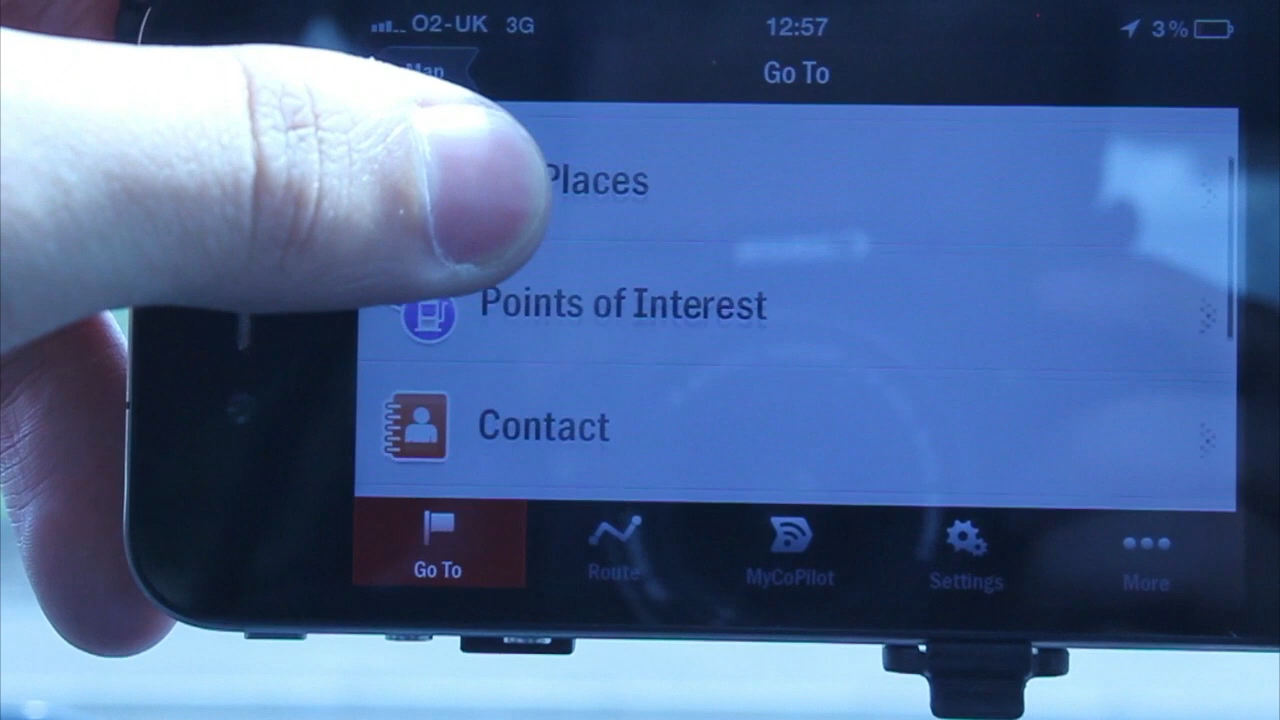 O2-UK 3G 12:57 3%
Map Go To
Places
Points of Interest
Contact
Go To Route MyCoPilot Settings More